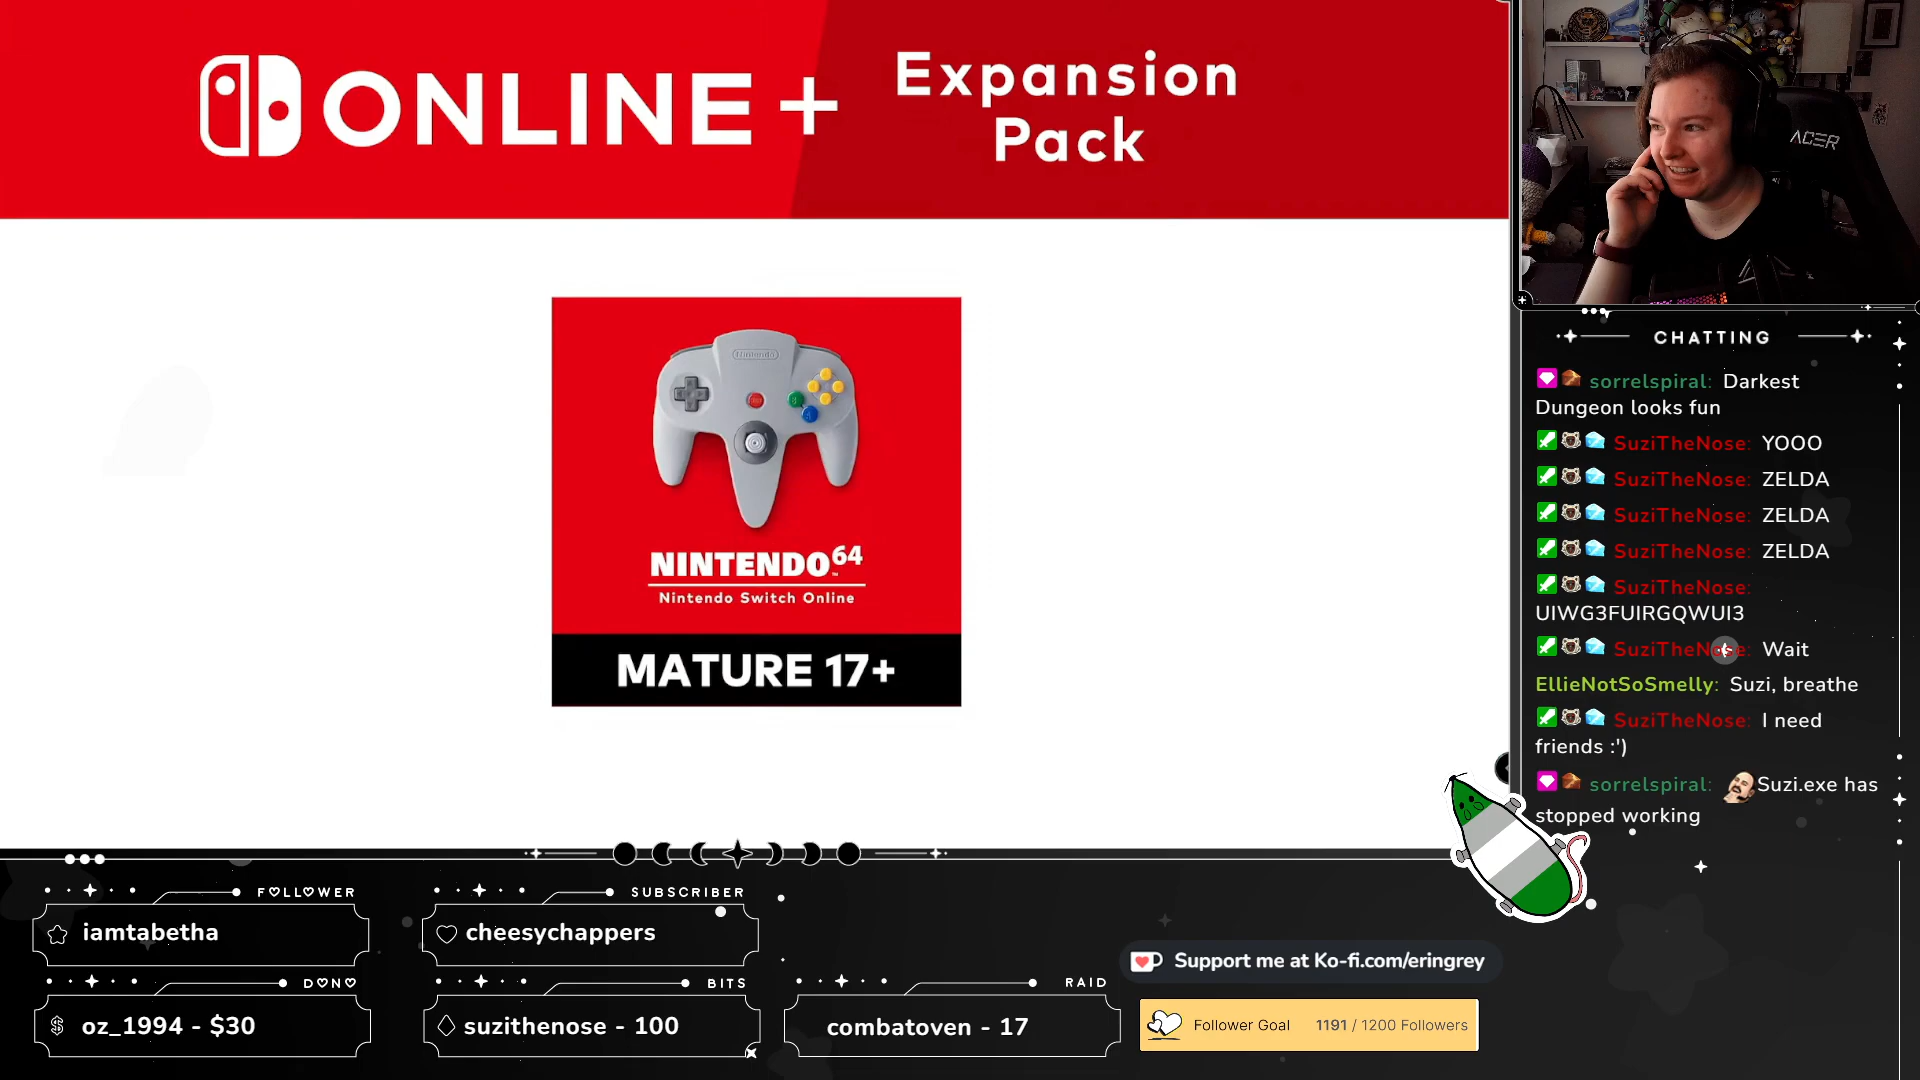 ONLINE + Expansion Pack
Nintendo
NINTENDO 64™
Nintendo Switch Online
MATURE 17+
ACER
CHATTING
sorrelspiral: Darkest
Dungeon looks fun
SuziTheNose: YOOO
SuziTheNose: ZELDA
SuziTheNose: ZELDA
SuziTheNose: ZELDA
SuziTheNose:
UIWG3FUIRGQWUI3
SuziTheNose: Wait
EllieNotSoSmelly: Suzi, breathe
SuziTheNose: I need
friends :')
sorrelspiral: Suzi.exe has
stopped working
FOLLOWER
iamtabetha
SUBSCRIBER
cheesychappers
DONO
oz_1994 - $30
BITS
suzithenose - 100
RAID
combatoven - 17
Support me at Ko-fi.com/eringrey
Follower Goal 1191 / 1200 Followers